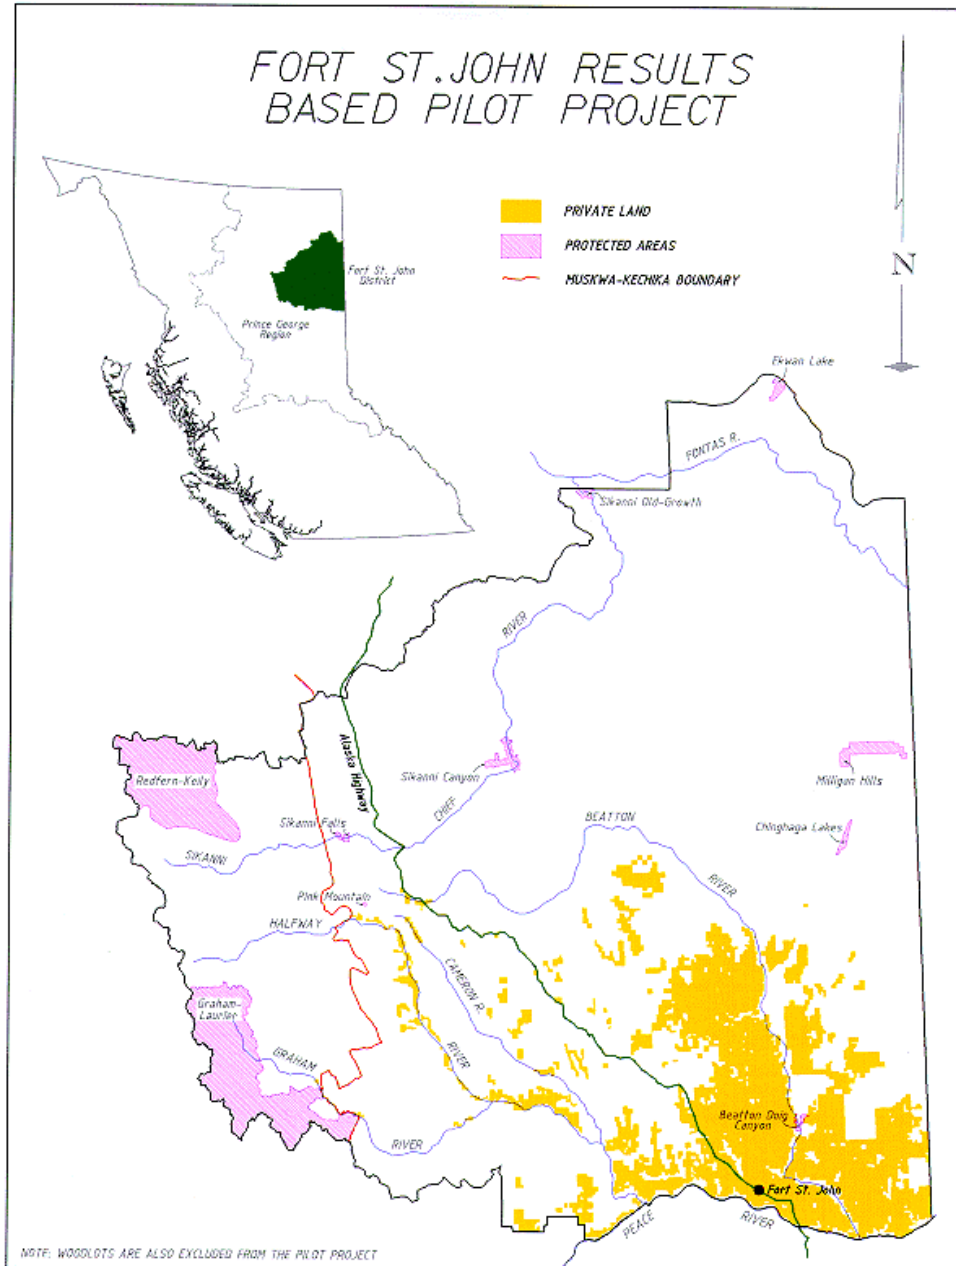 FORT ST. JOHN RESULTS
BASED PILOT PROJECT
PRIVATE LAND
PROTECTED AREAS
MUSKWA-KECHIKA BOUNDARY
N
Fort St. John
District
Prince George
Region
Ekwan Lake
FONTAS R.
Sikanni Old-Growth
RIVER
Alaska Highway
Redfern-Keily
Sikanni Canyon
Milligan Hills
CHIEF
Sikanni Falls
BEATTON
Chinghaga Lakes
SIKANNI
RIVER
Pink Mountain
HALFWAY
CAMERON R.
Graham-
Laurier
GRAHAM
RIVER
Beatton Doig
Canyon
RIVER
Fort St. John
PEACE
RIVER
NOTE: WOODLOTS ARE ALSO EXCLUDED FROM THE PILOT PROJECT